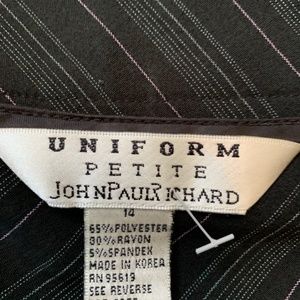 UNIFORM
PETITE
JOHNPAULRICHARD
14
65% POLYESTER
30% RAYON
5% SPANDEX
MADE IN KOREA
RN 95619
SEE REVERSE